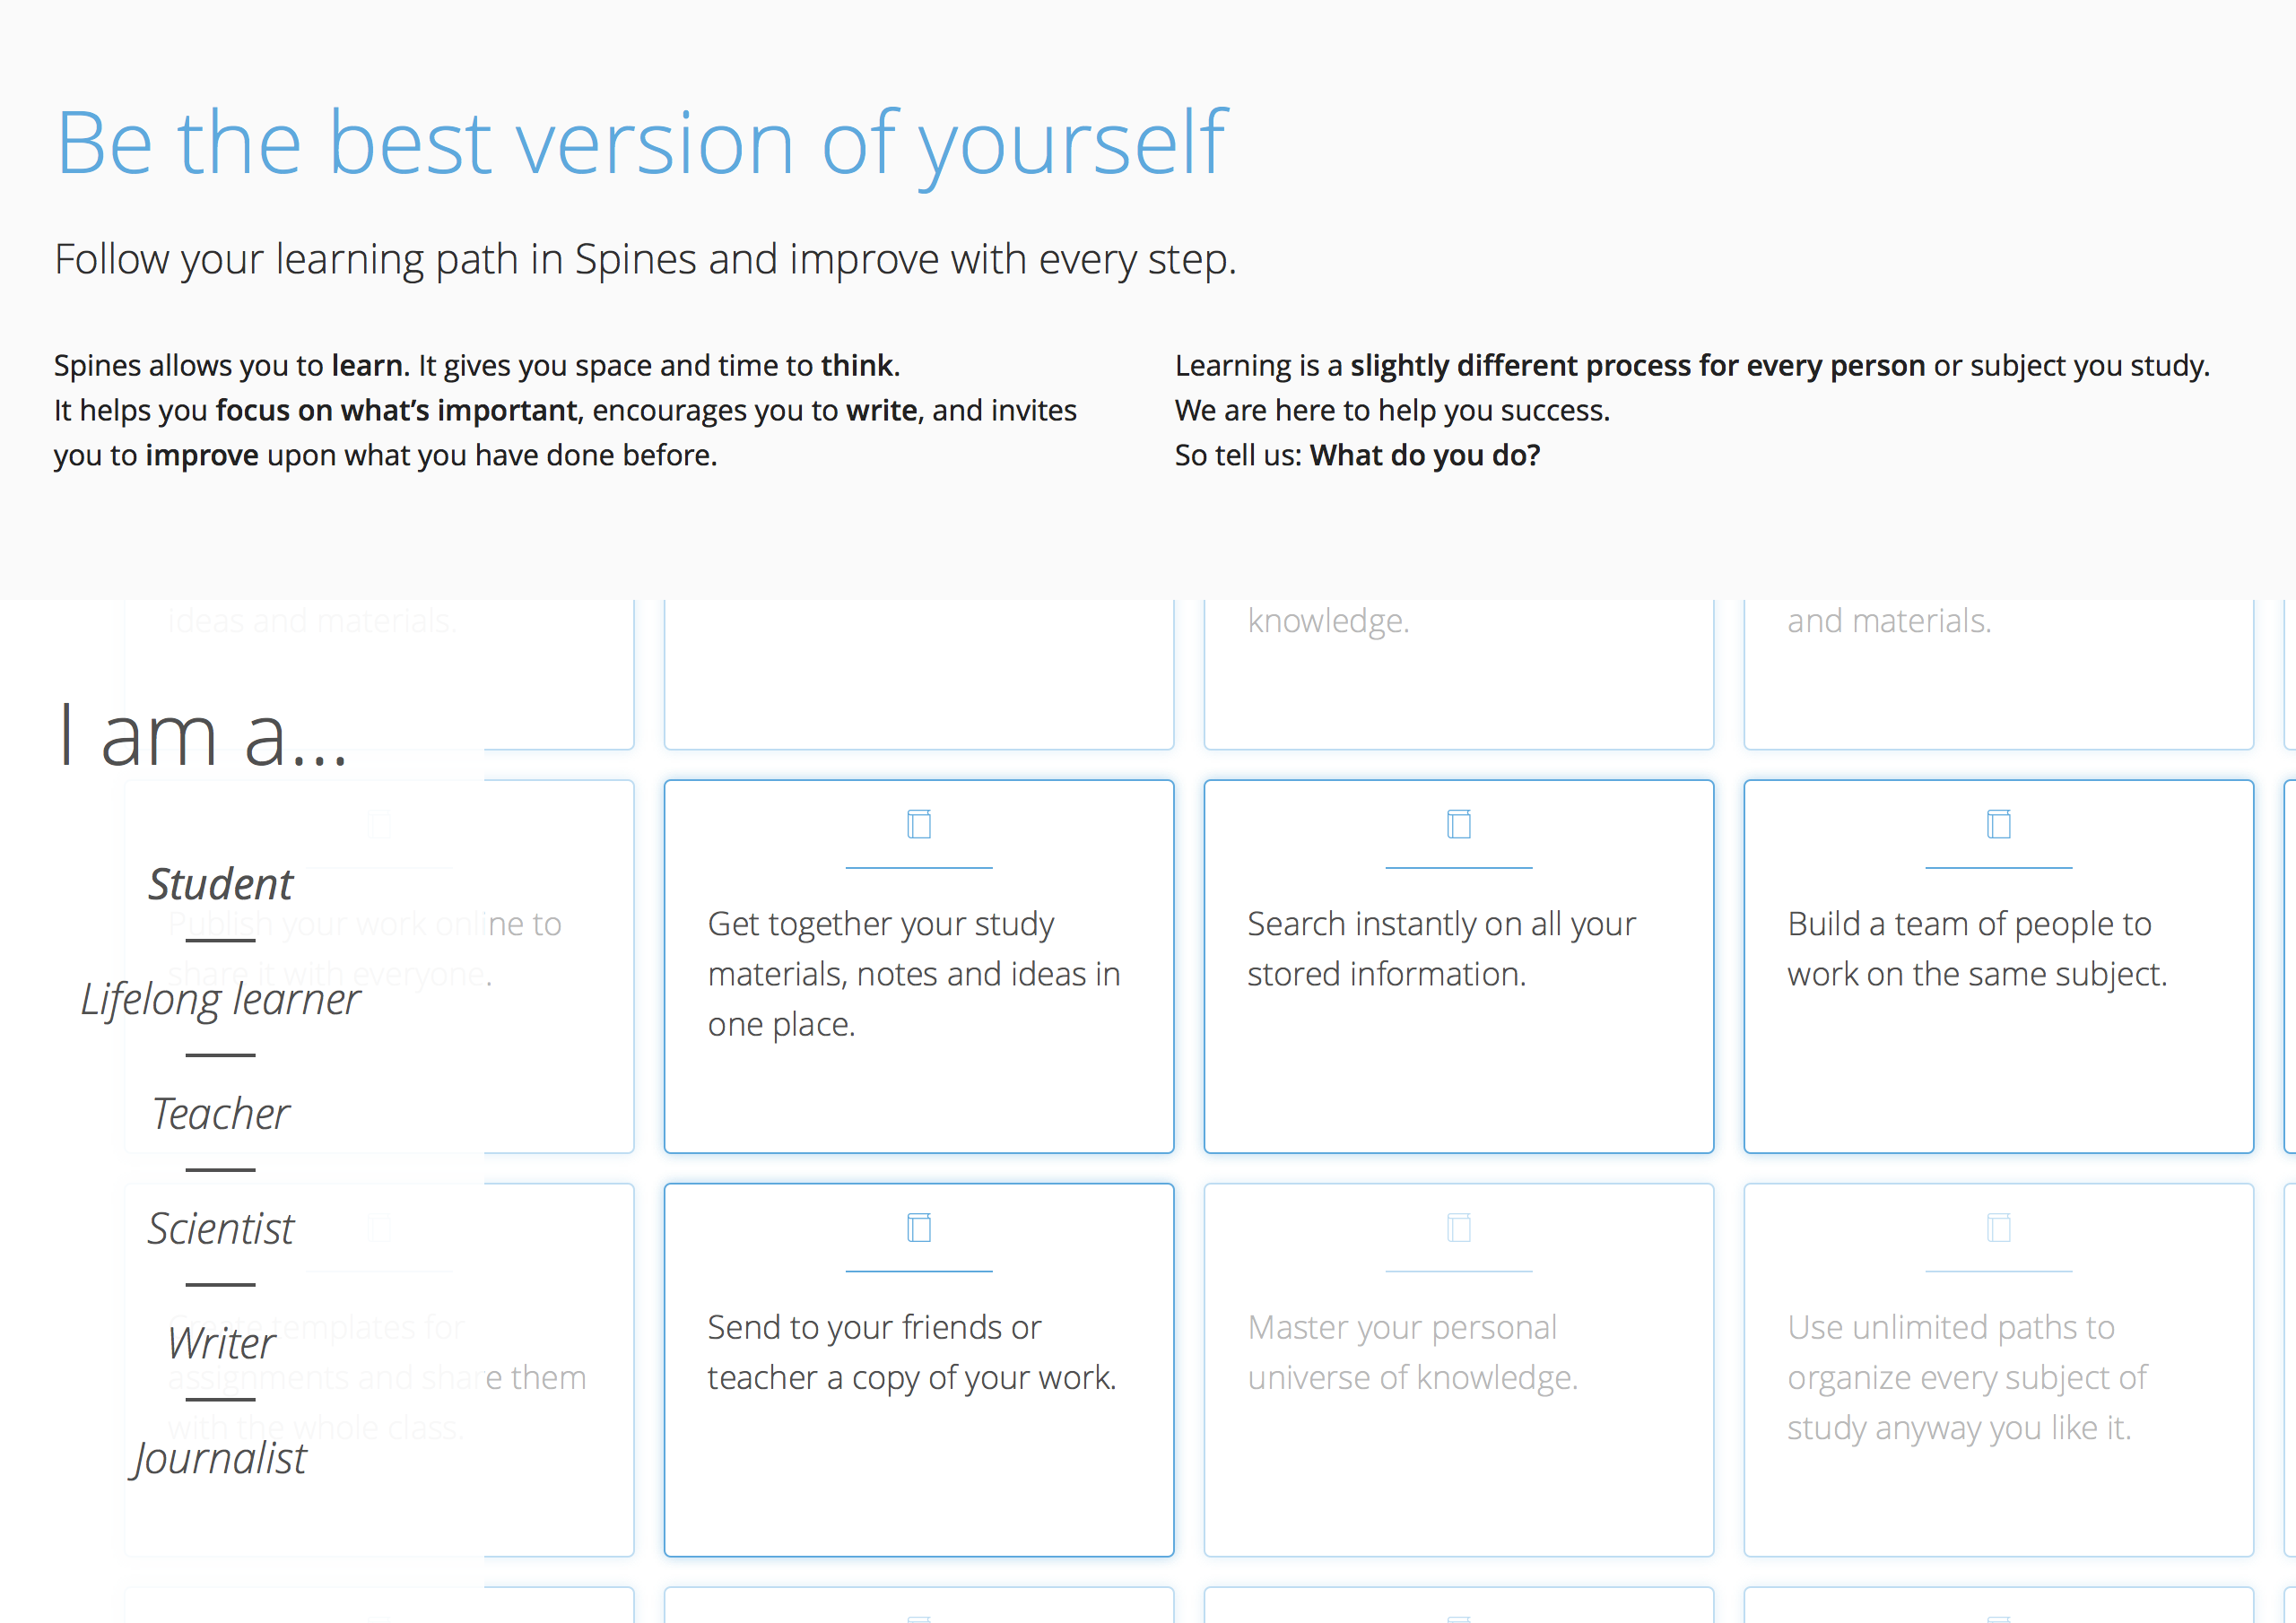 Be the best version of yourself
Follow your learning path in Spines and improve with every step.
Spines allows you to learn. It gives you space and time to think.
It helps you focus on what's important, encourages you to write, and invites
you to improve upon what you have done before.
Learning is a slightly different process for every person or subject you study.
We are here to help you success.
So tell us: What do you do?
ideas and materials.
knowledge.
and materials.
I am a...
Student
Lifelong learner
Teacher
Scientist
Writer
Journalist
Publish your work online to
share it with everyone.
Get together your study
materials, notes and ideas in
one place.
Search instantly on all your
stored information.
Build a team of people to
work on the same subject.
Create templates for
assignments and share them
with the whole class.
Send to your friends or
teacher a copy of your work.
Master your personal
universe of knowledge.
Use unlimited paths to
organize every subject of
study anyway you like it.